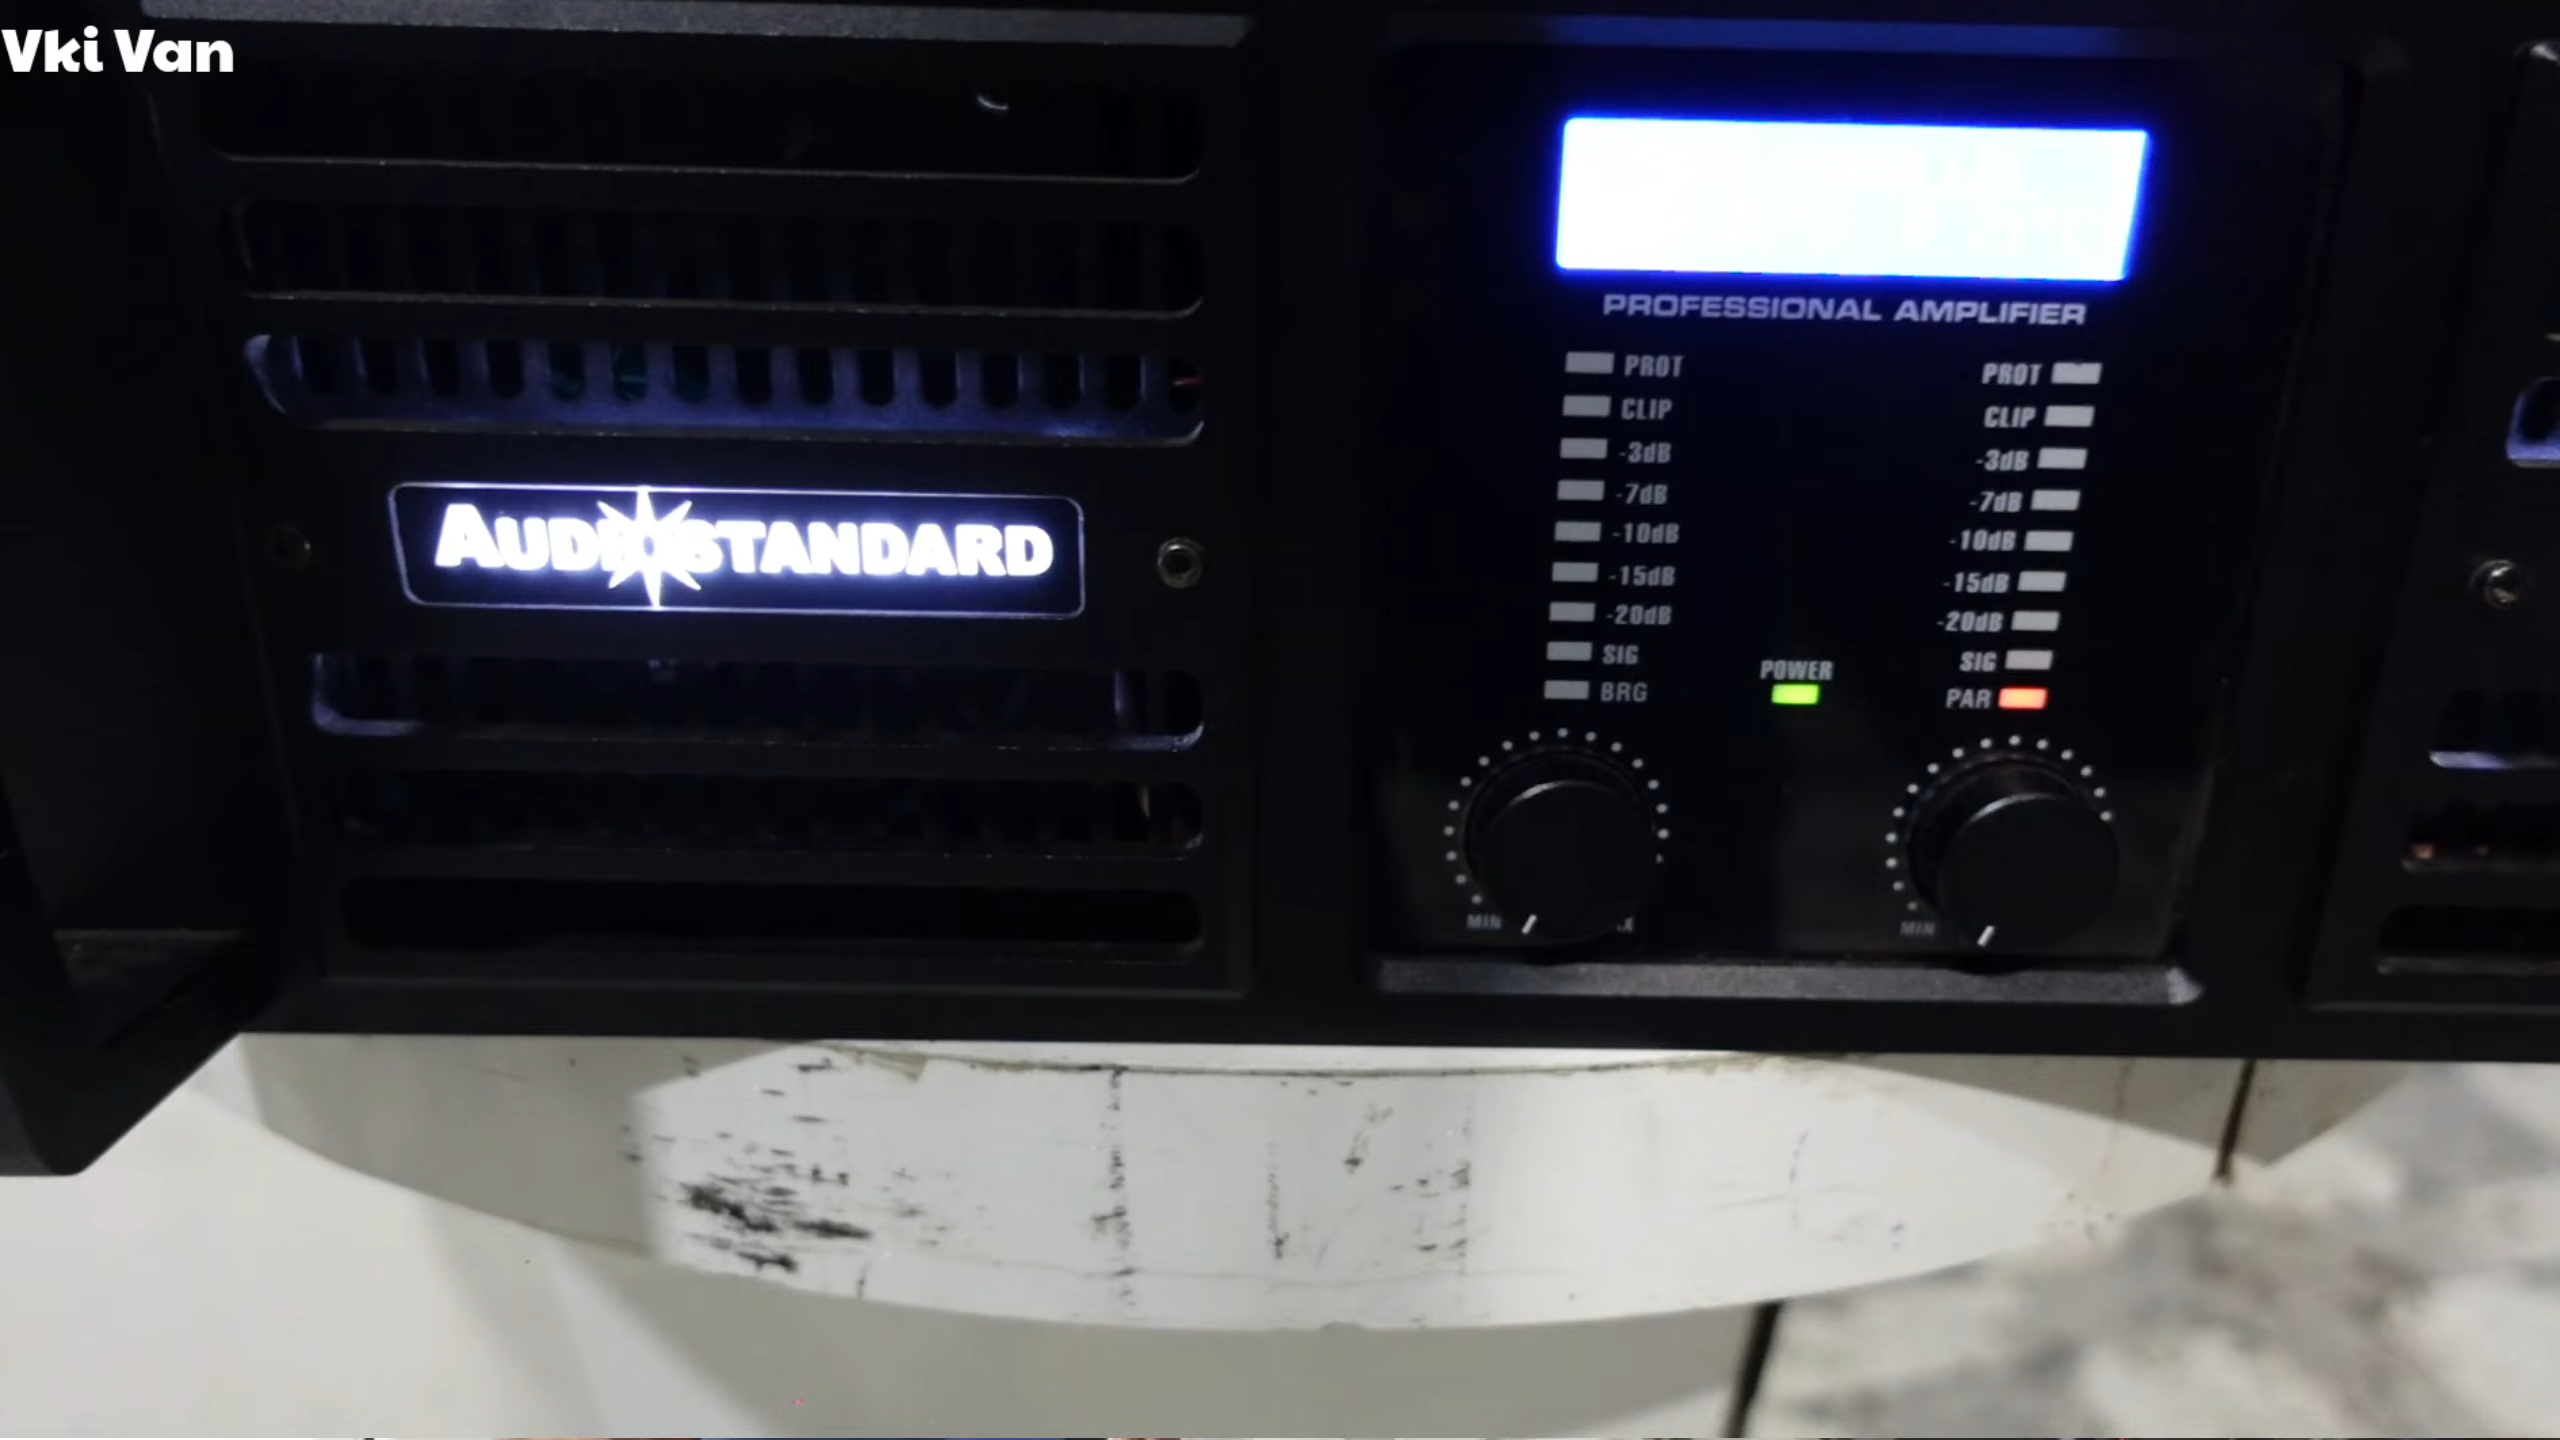 Vki Van
AUDIOSTANDARD
PROFESSIONAL AMPLIFIER
PROT PROT
CLIP CLIP
-3dB -3dB
-7dB -7dB
-10dB -10dB
-15dB -15dB
-20dB -20dB
SIG SIG
POWER
BRG PAR
MIN MIN